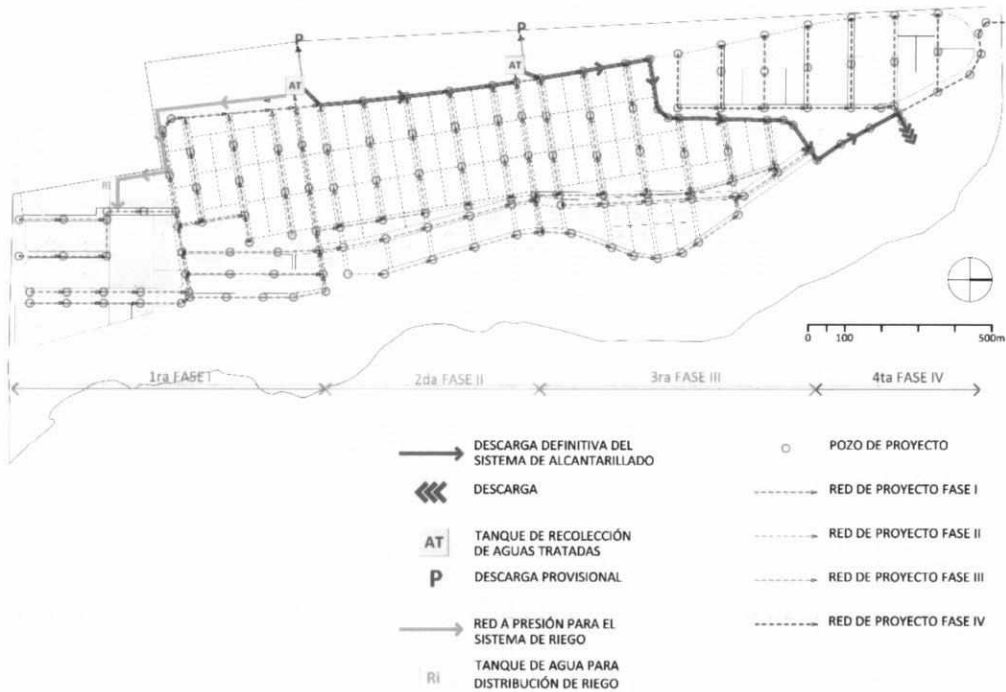 P
P
AT
AT
Ri
0 100 500m
1ra FASE I
2da FASE II
3ra FASE III
4ta FASE IV
DESCARGA DEFINITIVA DEL
SISTEMA DE ALCANTARILLADO
DESCARGA
AT
TANQUE DE RECOLECCIÓN
DE AGUAS TRATADAS
P
DESCARGA PROVISIONAL
RED A PRESIÓN PARA EL
SISTEMA DE RIEGO
Ri
TANQUE DE AGUA PARA
DISTRIBUCIÓN DE RIEGO
POZO DE PROYECTO
RED DE PROYECTO FASE I
RED DE PROYECTO FASE II
RED DE PROYECTO FASE III
RED DE PROYECTO FASE IV